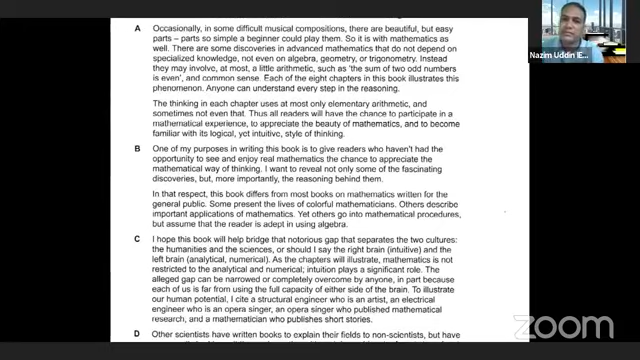 A Occasionally, in some difficult musical compositions, there are beautiful, but easy
parts – parts so simple a beginner could play them. So it is with mathematics as
well. There are some discoveries in advanced mathematics that do not depend on
specialized knowledge, not even on algebra, geometry, or trigonometry. Instead
they may involve, at most, a little arithmetic, such as 'the sum of two odd numbers
is even', and common sense. Each of the eight chapters in this book illustrates this
phenomenon. Anyone can understand every step in the reasoning.
The thinking in each chapter uses at most only elementary arithmetic, and
sometimes not even that. Thus all readers will have the chance to participate in a
mathematical experience, to appreciate the beauty of mathematics, and to become
familiar with its logical, yet intuitive, style of thinking.
B One of my purposes in writing this book is to give readers who haven't had the
opportunity to see and enjoy real mathematics the chance to appreciate the
mathematical way of thinking. I want to reveal not only some of the fascinating
discoveries, but, more importantly, the reasoning behind them.
In that respect, this book differs from most books on mathematics written for the
general public. Some present the lives of colorful mathematicians. Others describe
important applications of mathematics. Yet others go into mathematical procedures,
but assume that the reader is adept in using algebra.
C I hope this book will help bridge that notorious gap that separates the two cultures:
the humanities and the sciences, or should I say the right brain (intuitive) and
the left brain (analytical, numerical). As the chapters will illustrate, mathematics is
not restricted to the analytical and numerical; intuition plays a significant role. The
alleged gap can be narrowed or completely overcome by anyone, in part because
each of us is far from using the full capacity of either side of the brain. To illustrate
our human potential, I cite a structural engineer who is an artist, an electrical
engineer who is an opera singer, an opera singer who published mathematical
research, and a mathematician who publishes short stories.
D Other scientists have written books to explain their fields to non-scientists, but have
Nazim Uddin IE...
zoom